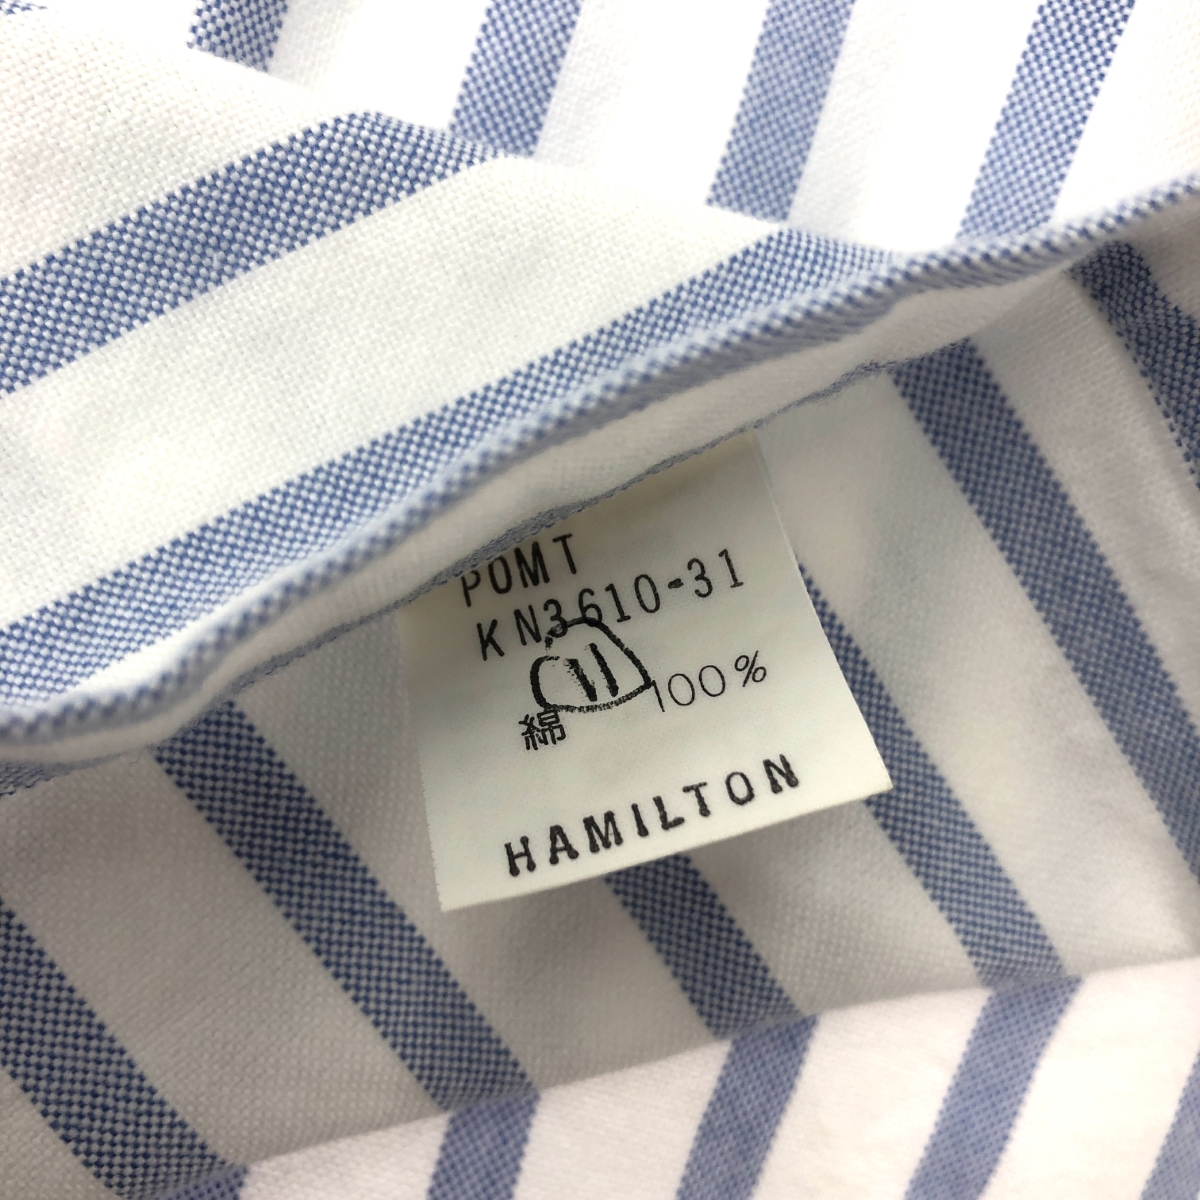 POMT
KN3610-31
綿 100%
HAMILTON